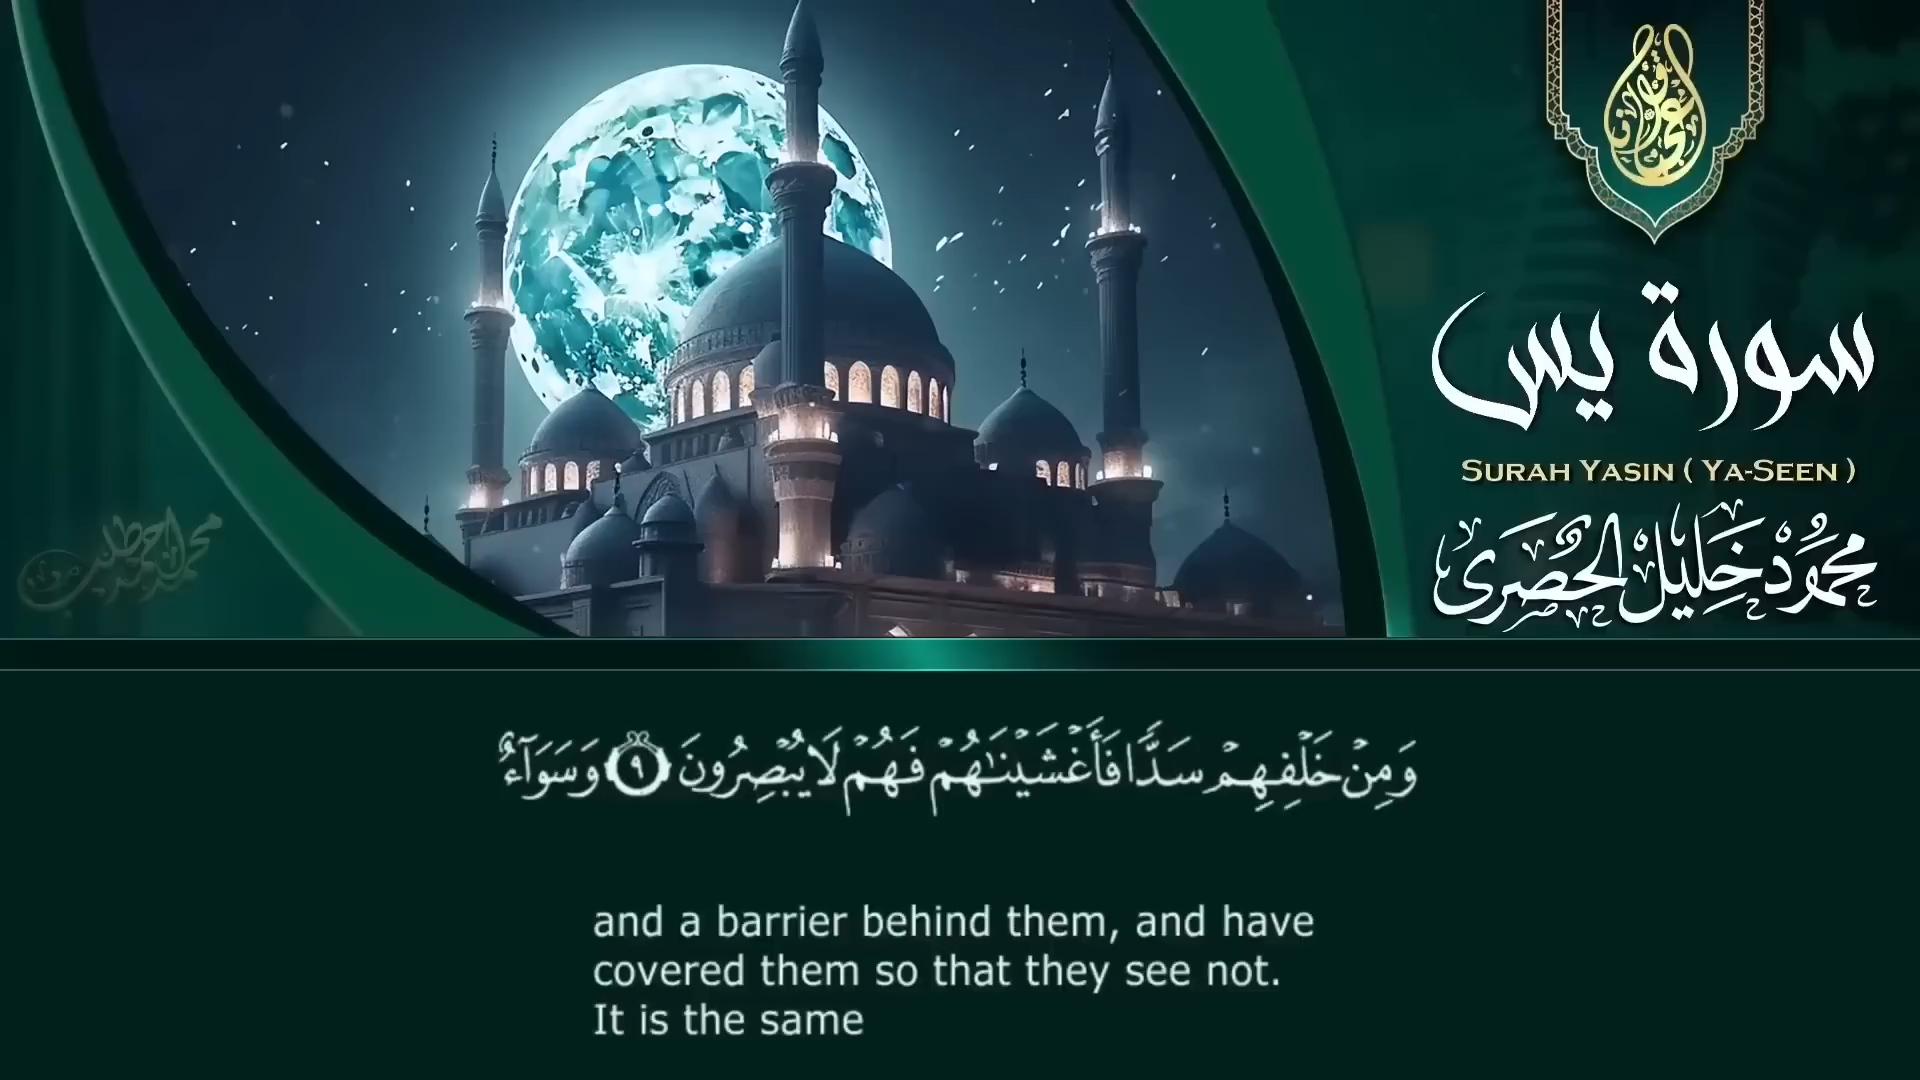 سورة يس
SURAH YASIN ( YA-SEEN )
محمود خليل الحصرى
وَمِنْ خَلْفِهِمْ سَدًّا فَأَغْشَيْنَٰهُمْ فَهُمْ لَا يُبْصِرُونَ ٩ وَسَوَآءٌ
and a barrier behind them, and have
covered them so that they see not.
It is the same